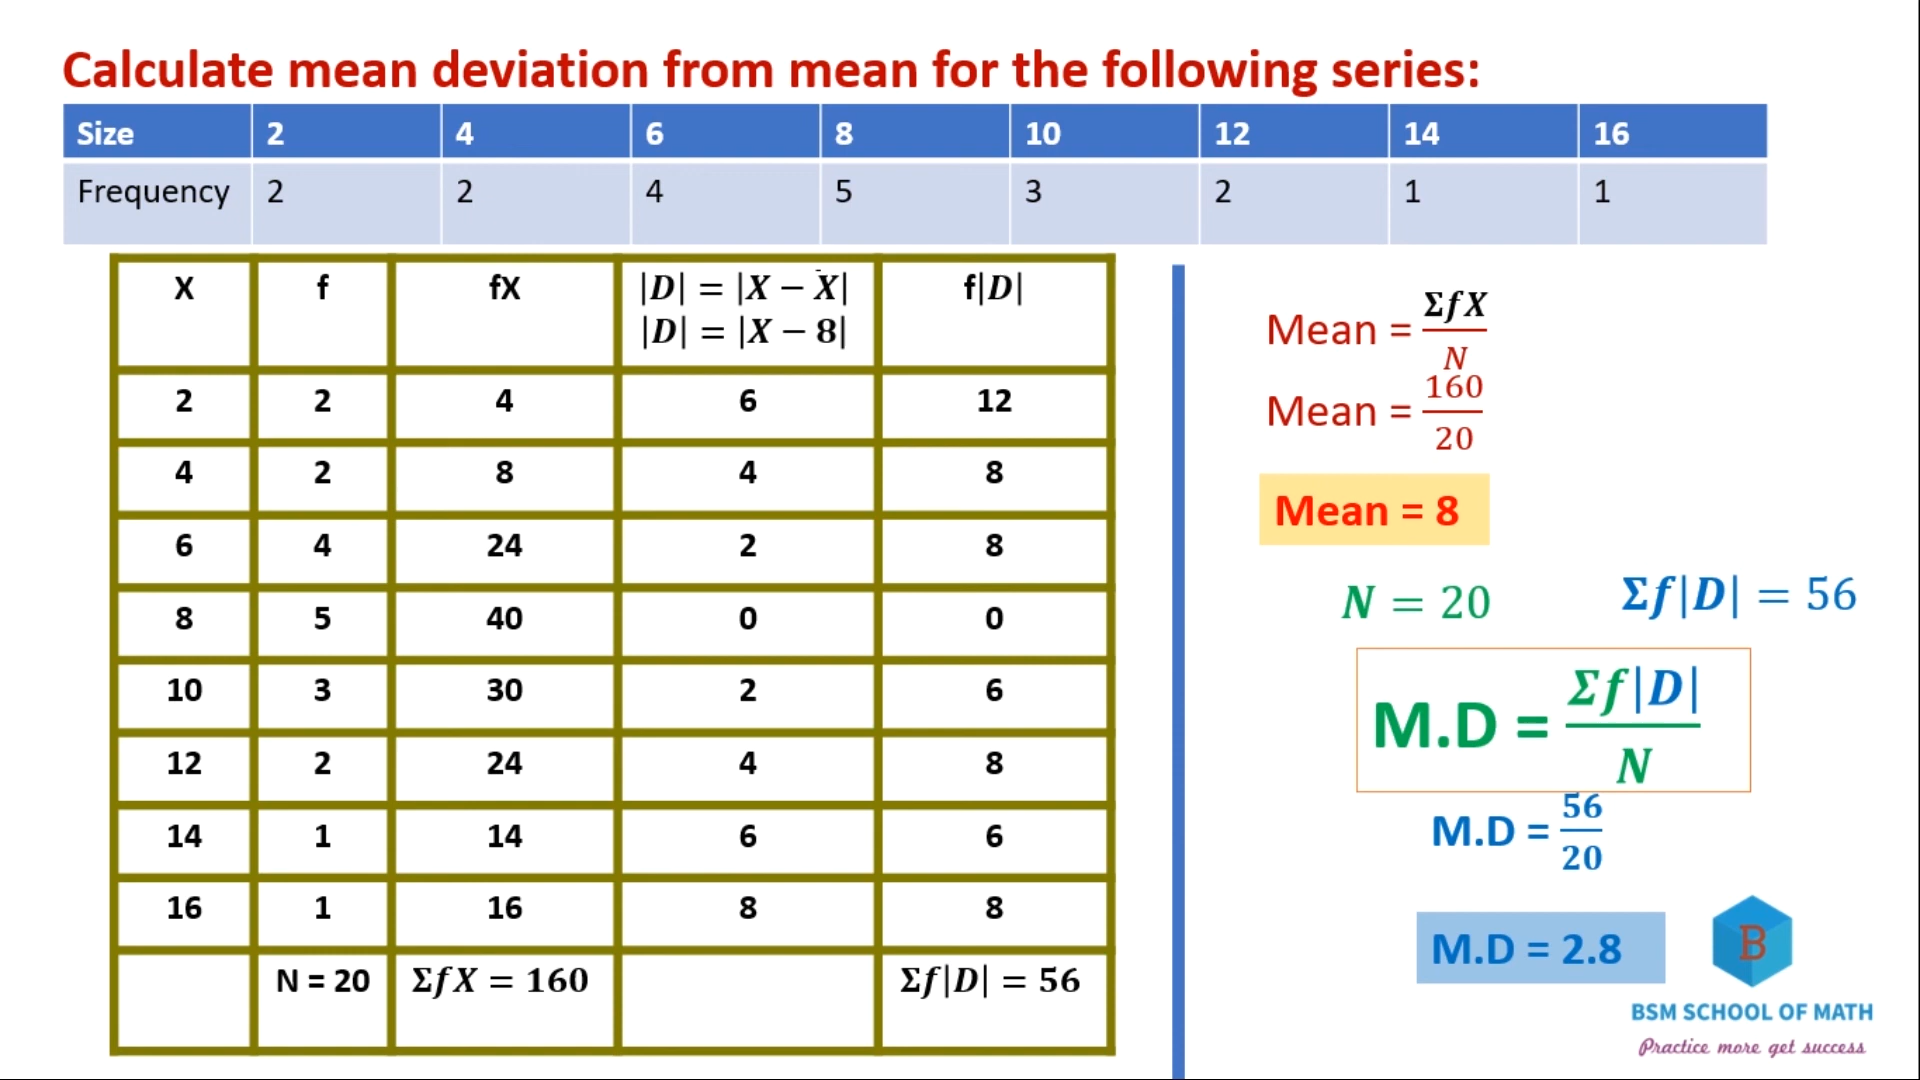 Calculate mean deviation from mean for the following series:
Size 2 4 6 8 10 12 14 16
Frequency 2 2 4 5 3 2 1 1
X f fX |D| = |X − X̄| f|D|
|D| = |X − 8|
2 2 4 6 12
4 2 8 4 8
6 4 24 2 8
8 5 40 0 0
10 3 30 2 6
12 2 24 4 8
14 1 14 6 6
16 1 16 8 8
N = 20 ΣfX = 160 Σf|D| = 56
Mean = ΣfX/N
Mean = 160/20
Mean = 8
N = 20 Σf|D| = 56
M.D = Σf|D|/N
M.D = 56/20
M.D = 2.8
B
BSM SCHOOL OF MATH
Practice more get success